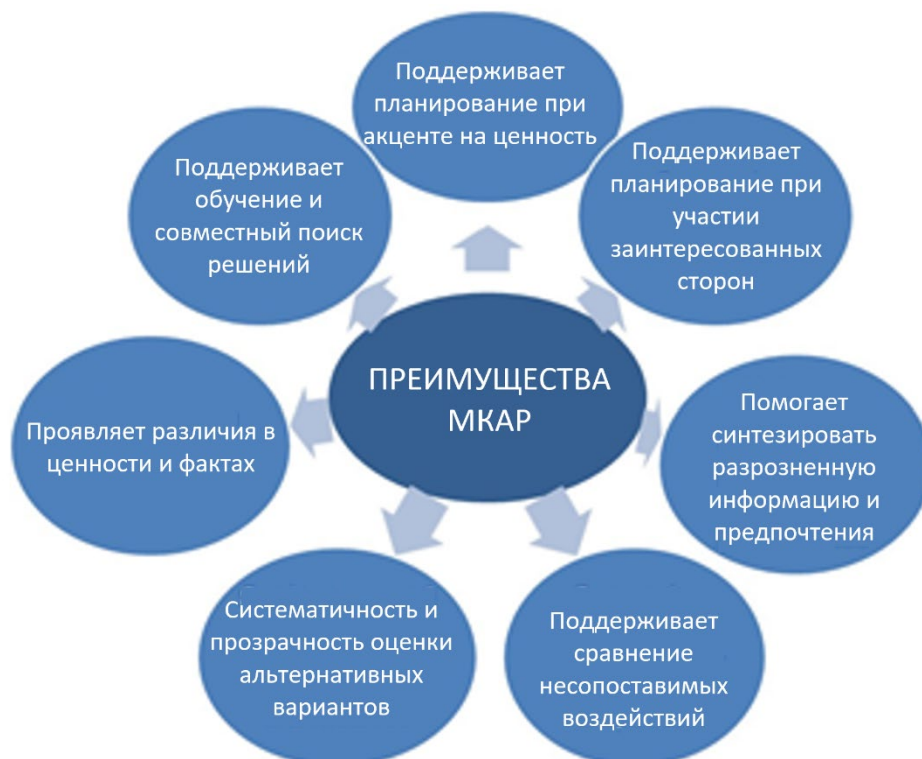 Поддерживает
планирование при
акценте на ценность
Поддерживает
планирование при
участии
заинтересованных
сторон
Помогает
синтезировать
разрозненную
информацию и
предпочтения
Поддерживает
сравнение
несопоставимых
воздействий
Систематичность и
прозрачность оценки
альтернативных
вариантов
Проявляет различия в
ценности и фактах
Поддерживает
обучение и
совместный поиск
решений
ПРЕИМУЩЕСТВА
МКАР